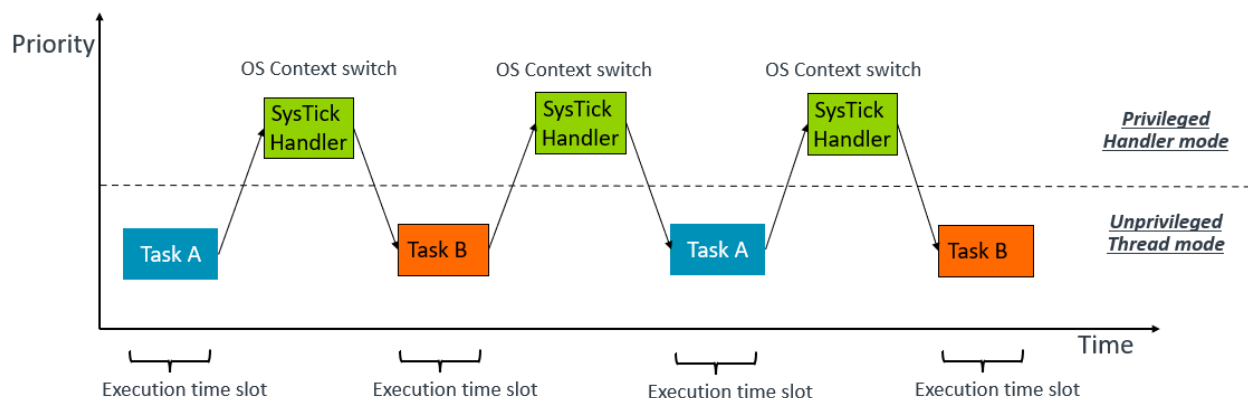 Priority
OS Context switch
OS Context switch
OS Context switch
SysTick
Handler
SysTick
Handler
SysTick
Handler
Privileged
Handler mode
Unprivileged
Thread mode
Task A
Task B
Task A
Task B
Time
Execution time slot
Execution time slot
Execution time slot
Execution time slot